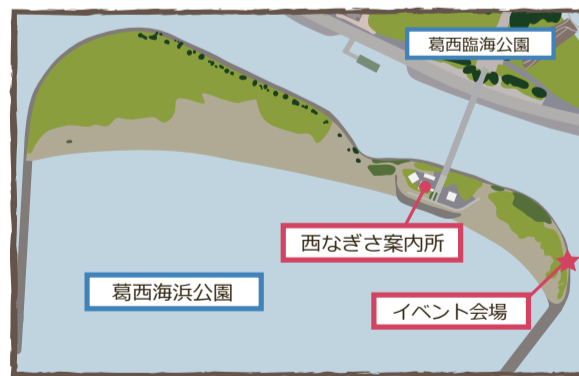 葛西臨海公園
西なぎさ案内所
葛西海浜公園
イベント会場